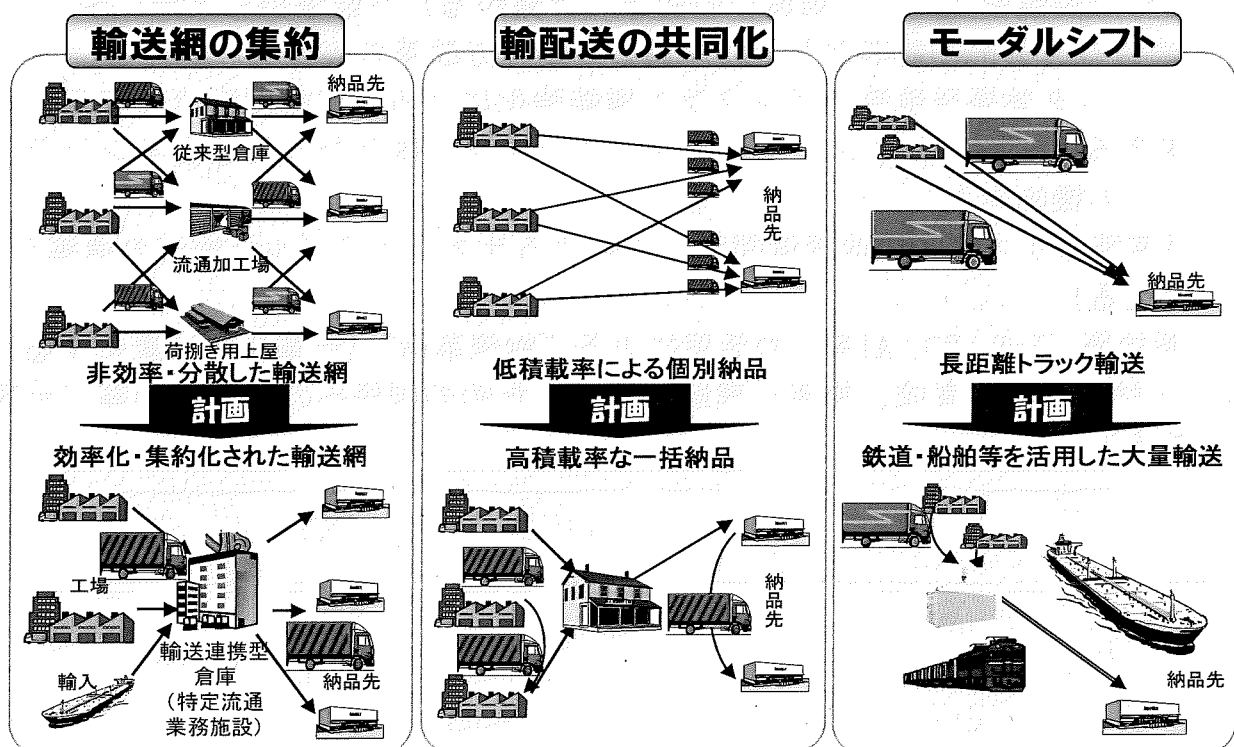 輸送網の集約
納品先
従来型倉庫
流通加工場
荷捌き用上屋
非効率・分散した輸送網
計画
効率化・集約化された輸送網
工場
輸入
輸送連携型
倉庫
(特定流通
業務施設)
納品先
輸配送の共同化
納品先
低積載率による個別納品
計画
高積載率な一括納品
納品先
モーダルシフト
納品先
長距離トラック輸送
計画
鉄道・船舶等を活用した大量輸送
納品先